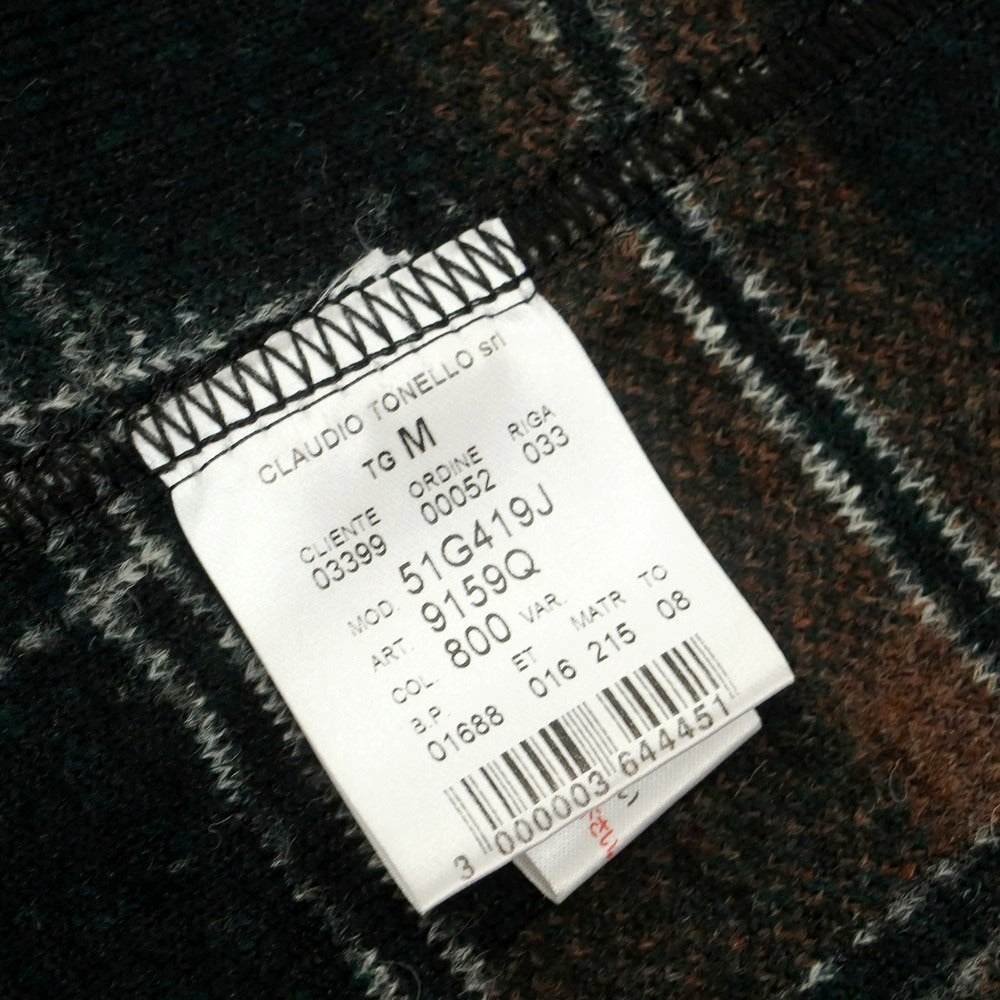 CLAUDIO TONELLO srl
TG M
CLIENTE ORDINE RIGA
03399 00052 033
MOD. 51G419J
ART. 9159Q
COL. 800 VAR.
B.P. ET MATR TO
01688 016 215 08
3 000003 644451